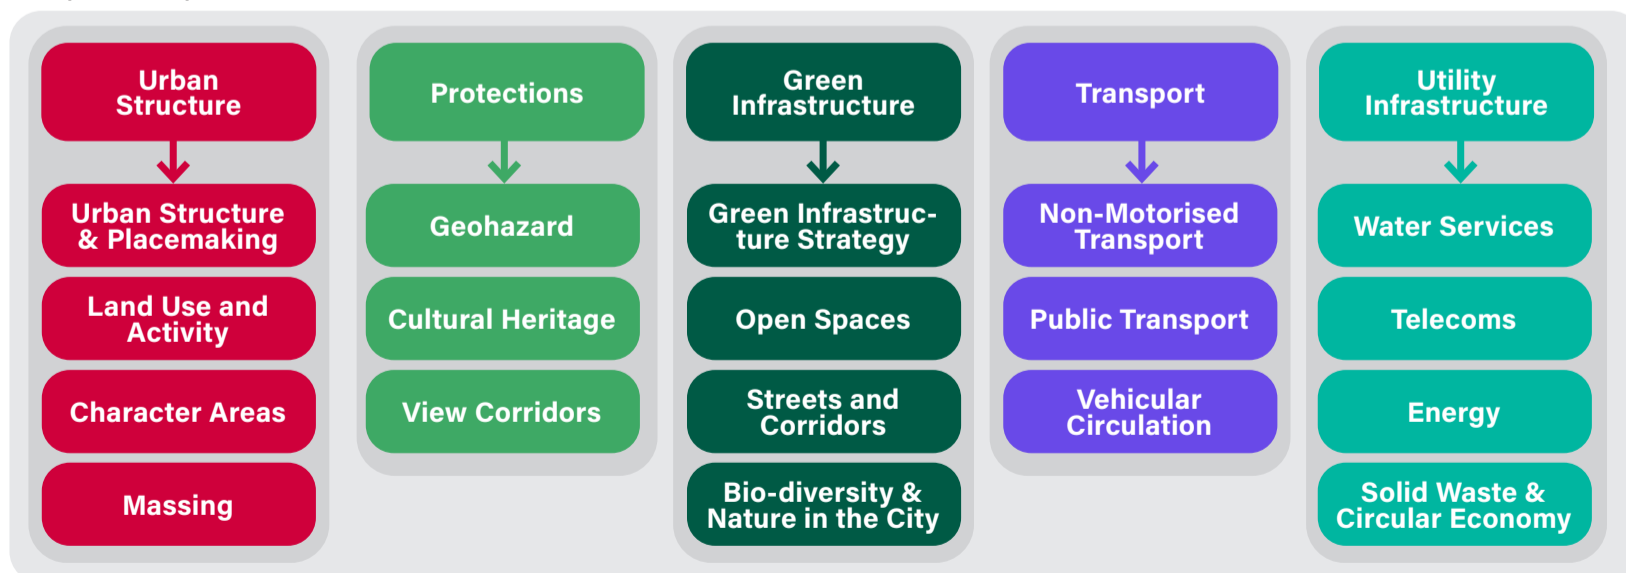 Urban
Structure
Urban Structure
& Placemaking
Land Use and
Activity
Character Areas
Massing
Protections
Geohazard
Cultural Heritage
View Corridors
Green
Infrastructure
Green Infrastruc-
ture Strategy
Open Spaces
Streets and
Corridors
Bio-diversity &
Nature in the City
Transport
Non-Motorised
Transport
Public Transport
Vehicular
Circulation
Utility
Infrastructure
Water Services
Telecoms
Energy
Solid Waste &
Circular Economy